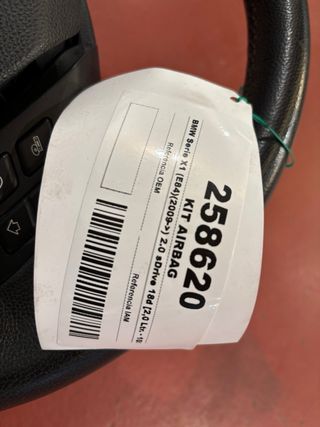 258620
KIT AIRBAG
BMW Serie X1 (E84)(2009->) 2.0 sDrive 18d [2,0 Ltr. - 10
Referencia OEM
Referencia IAM